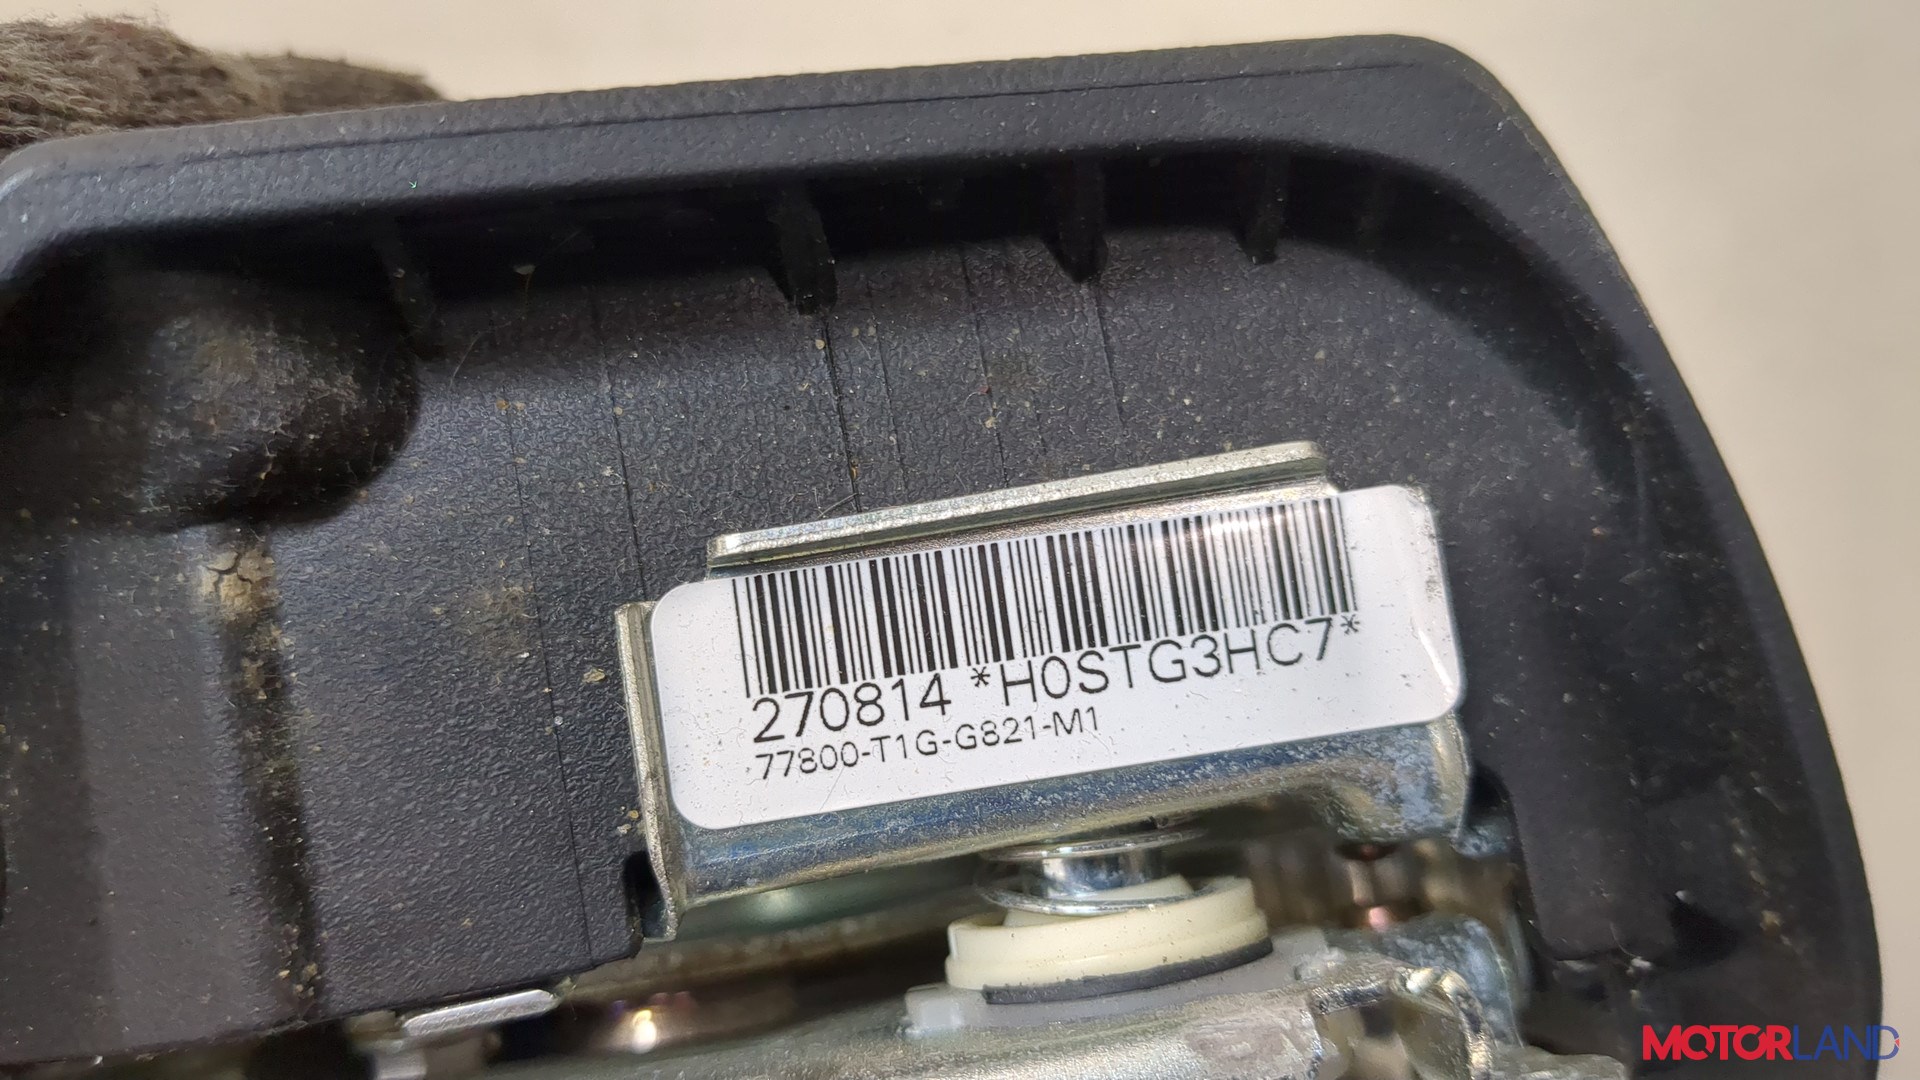 270814 *H0STG3HC7*
77800-T1G-G821-M1
MOTORLAND